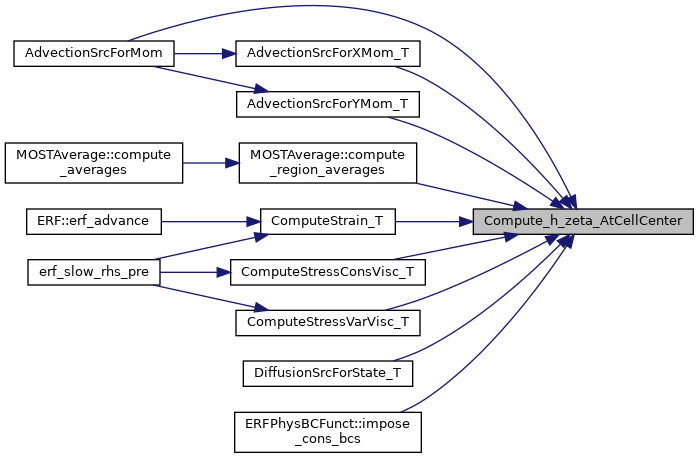 AdvectionSrcForMom
AdvectionSrcForXMom_T
AdvectionSrcForYMom_T
MOSTAverage::compute
_averages
MOSTAverage::compute
_region_averages
Compute_h_zeta_AtCellCenter
ERF::erf_advance
ComputeStrain_T
erf_slow_rhs_pre
ComputeStressConsVisc_T
ComputeStressVarVisc_T
DiffusionSrcForState_T
ERFPhysBCFunct::impose
_cons_bcs